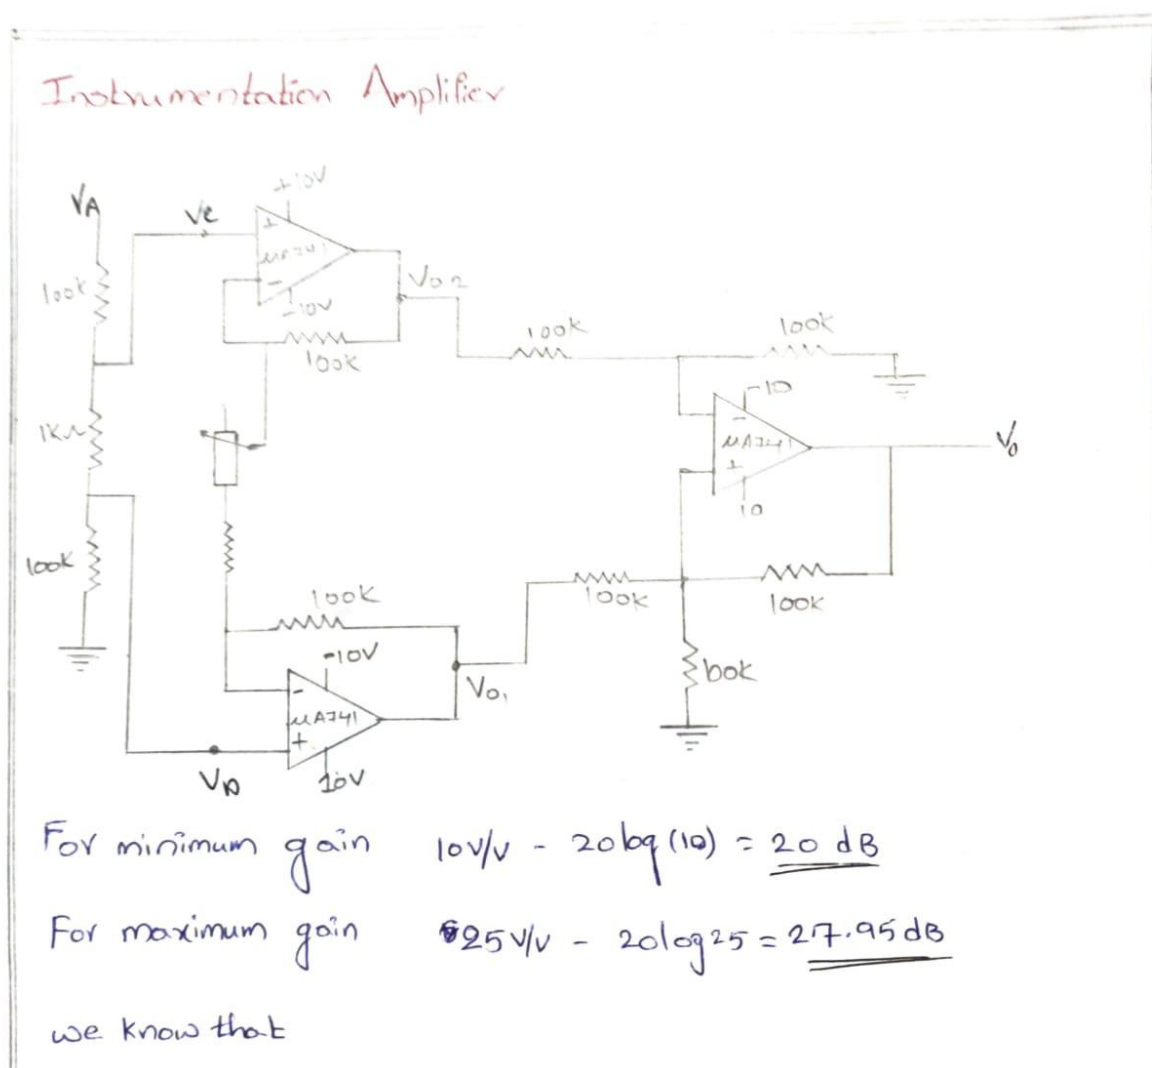 Instrumentation Amplifier
+10V
VA
Ve
+
μA741
100k
-
Vo2
-10V
100k
100k
100k
-10
1K
-
μA741
Vo
+
10
100k
100k
100k
100k
-10V
-
Vo1
μA741
+
10V
For minimum gain 10v/v - 20log(10) = 20 dB
For maximum gain 25v/v - 20log25 = 27.95dB
we know that